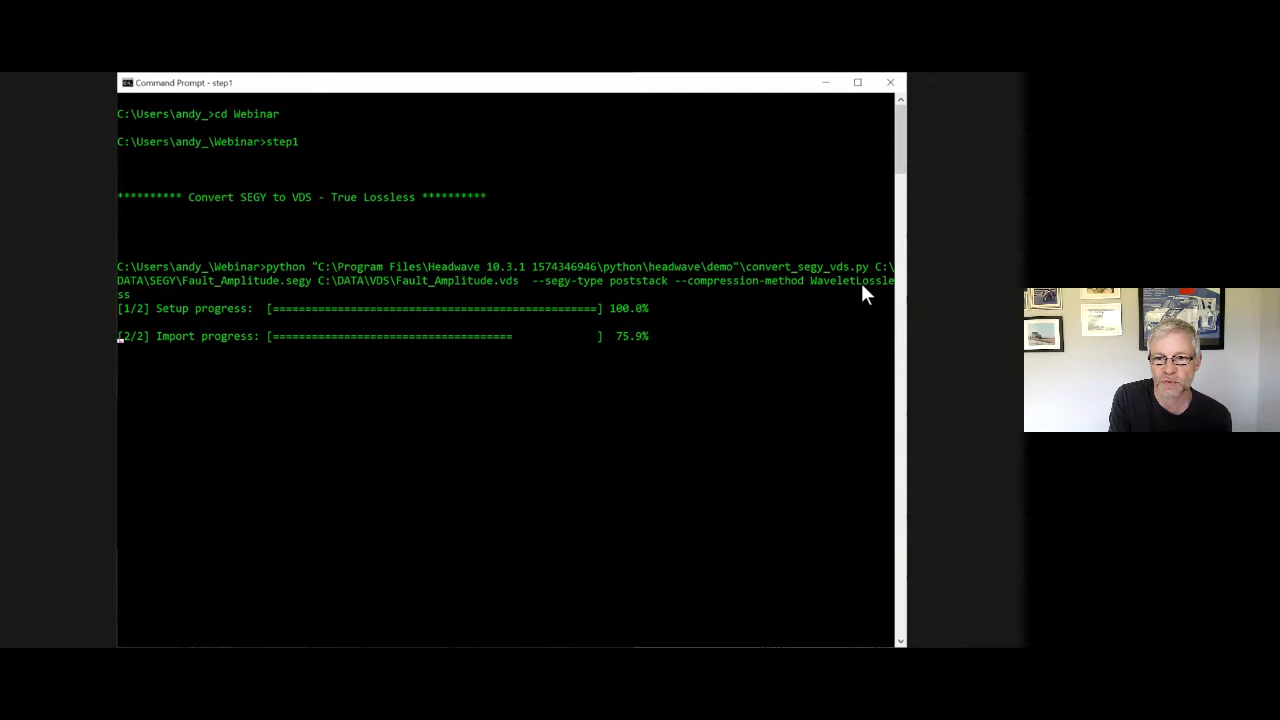 Command Prompt - step1
C:\Users\andy_>cd Webinar
C:\Users\andy_\Webinar>step1
********** Convert SEGY to VDS - True Lossless **********
C:\Users\andy_\Webinar>python "C:\Program Files\Headwave 10.3.1 1574346946\python\headwave\demo"\convert_segy_vds.py C:\
DATA\SEGY\Fault_Amplitude.segy C:\DATA\VDS\Fault_Amplitude.vds  --segy-type poststack --compression-method WaveletLossle
ss
[1/2] Setup progress:  [==================================================] 100.0%
[2/2] Import progress: [=====================================             ]  75.9%